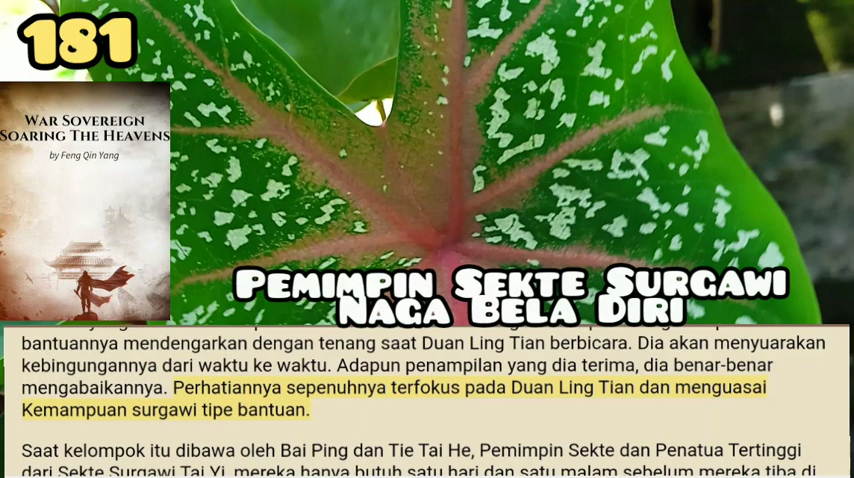 181
WAR SOVEREIGN
SOARING THE HEAVENS
by Feng Qin Yang
PEMIMPIN SEKTE SURGAWI
NAGA BELA DIRI
bantuannya mendengarkan dengan tenang saat Duan Ling Tian berbicara. Dia akan menyuarakan
kebingungannya dari waktu ke waktu. Adapun penampilan yang dia terima, dia benar-benar
mengabaikannya. Perhatiannya sepenuhnya terfokus pada Duan Ling Tian dan menguasai
Kemampuan surgawi tipe bantuan.
Saat kelompok itu dibawa oleh Bai Ping dan Tie Tai He, Pemimpin Sekte dan Penatua Tertinggi
dari Sekte Surgawi Tai Yi, mereka hanya butuh satu hari dan satu malam sebelum mereka tiba di